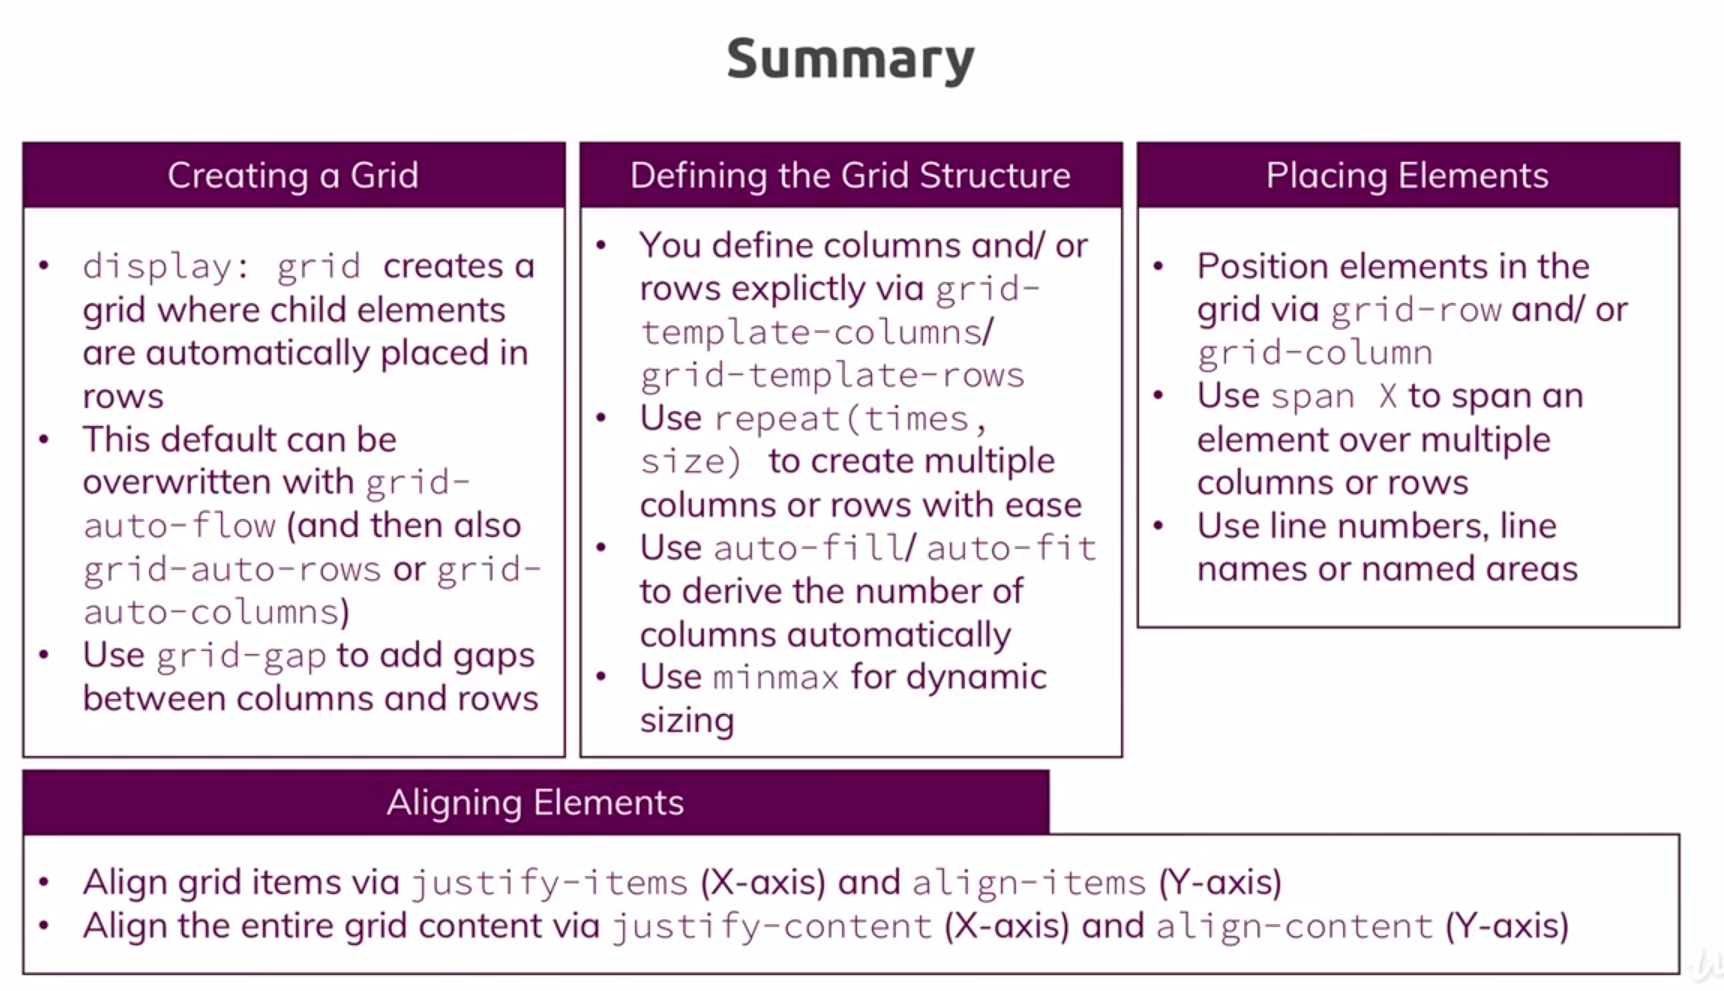 Summary
Creating a Grid
• display: grid creates a
grid where child elements
are automatically placed in
rows
• This default can be
overwritten with grid-
auto-flow (and then also
grid-auto-rows or grid-
auto-columns)
• Use grid-gap to add gaps
between columns and rows
Defining the Grid Structure
• You define columns and/ or
rows explictly via grid-
template-columns/
grid-template-rows
• Use repeat(times,
size) to create multiple
columns or rows with ease
• Use auto-fill/ auto-fit
to derive the number of
columns automatically
• Use minmax for dynamic
sizing
Placing Elements
• Position elements in the
grid via grid-row and/ or
grid-column
• Use span X to span an
element over multiple
columns or rows
• Use line numbers, line
names or named areas
Aligning Elements
• Align grid items via justify-items (X-axis) and align-items (Y-axis)
• Align the entire grid content via justify-content (X-axis) and align-content (Y-axis)